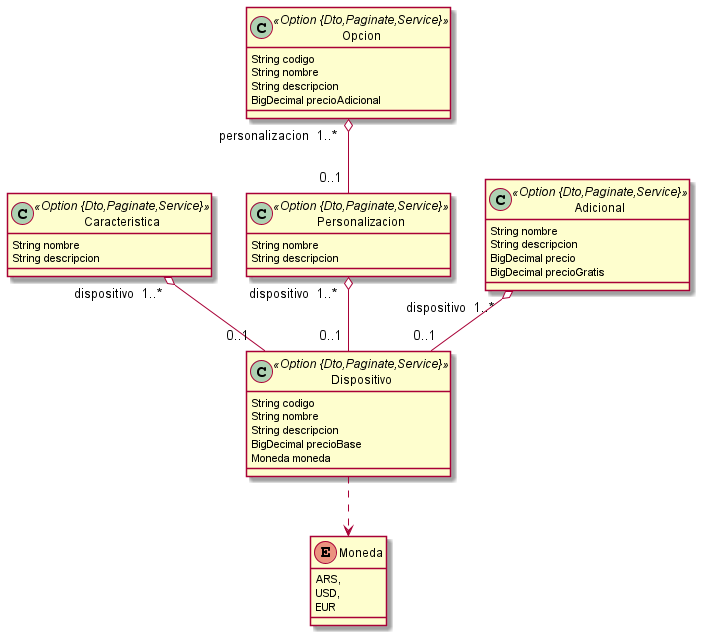 C «Option {Dto,Paginate,Service}»
Opcion
String codigo
String nombre
String descripcion
BigDecimal precioAdicional
personalizacion 1..*
0..1
C «Option {Dto,Paginate,Service}»
Caracteristica
String nombre
String descripcion
dispositivo 1..*
0..1
C «Option {Dto,Paginate,Service}»
Personalizacion
String nombre
String descripcion
dispositivo 1..*
0..1
C «Option {Dto,Paginate,Service}»
Adicional
String nombre
String descripcion
BigDecimal precio
BigDecimal precioGratis
dispositivo 1..*
0..1
C «Option {Dto,Paginate,Service}»
Dispositivo
String codigo
String nombre
String descripcion
BigDecimal precioBase
Moneda moneda
E Moneda
ARS,
USD,
EUR